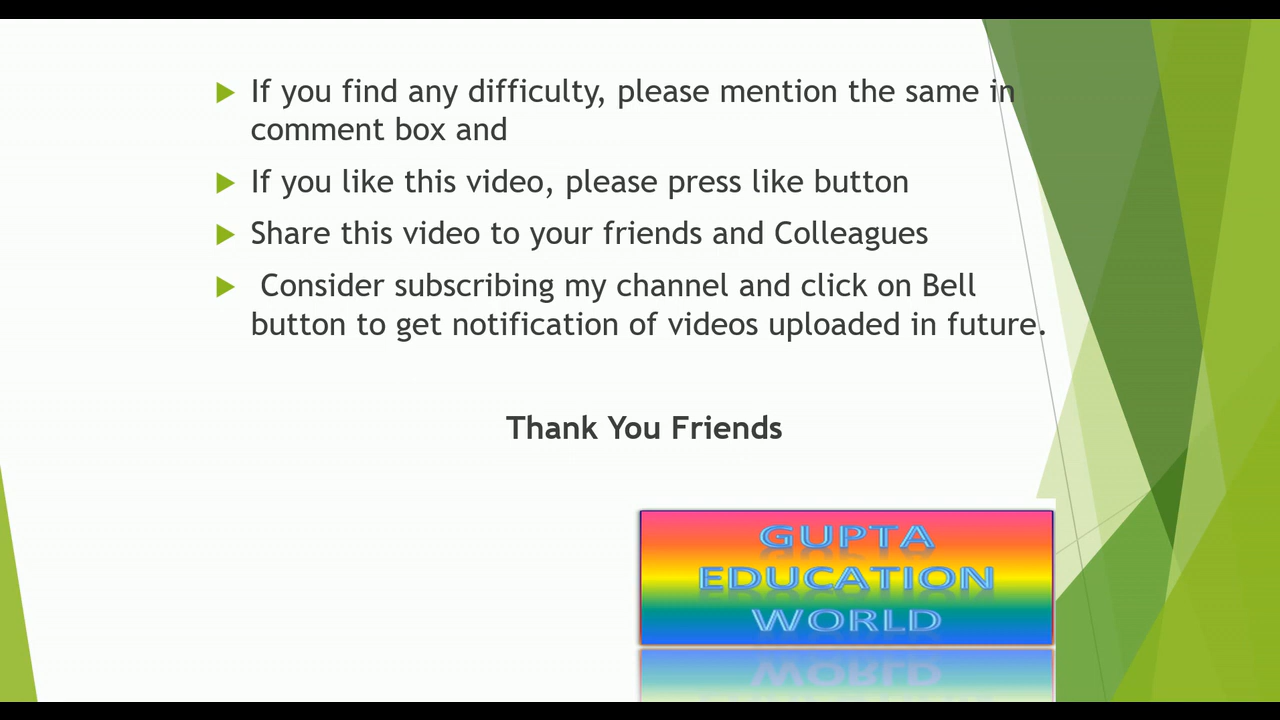 If you find any difficulty, please mention the same in
comment box and
If you like this video, please press like button
Share this video to your friends and Colleagues
Consider subscribing my channel and click on Bell
button to get notification of videos uploaded in future.
Thank You Friends
GUPTA
EDUCATION
WORLD